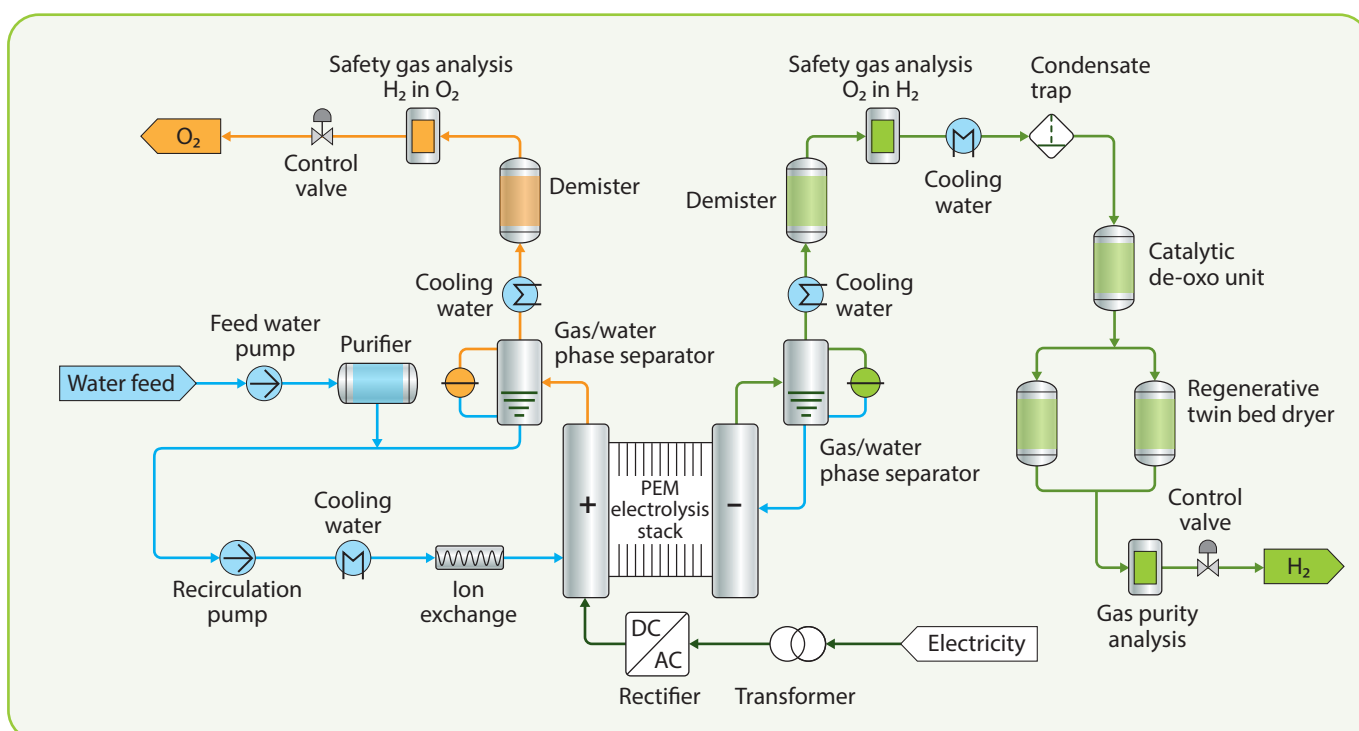 Safety gas analysis
H₂ in O₂
Safety gas analysis
O₂ in H₂
Condensate
trap
O₂
Control
valve
Demister
Demister
Cooling
water
Catalytic
de-oxo unit
Cooling
water
Cooling
water
Feed water
pump
Purifier
Gas/water
phase separator
Water feed
Regenerative
twin bed dryer
Gas/water
phase separator
+
PEM
electrolysis
stack
–
Cooling
water
Control
valve
Recirculation
pump
Ion
exchange
H₂
Gas purity
analysis
DC
AC
Electricity
Rectifier
Transformer